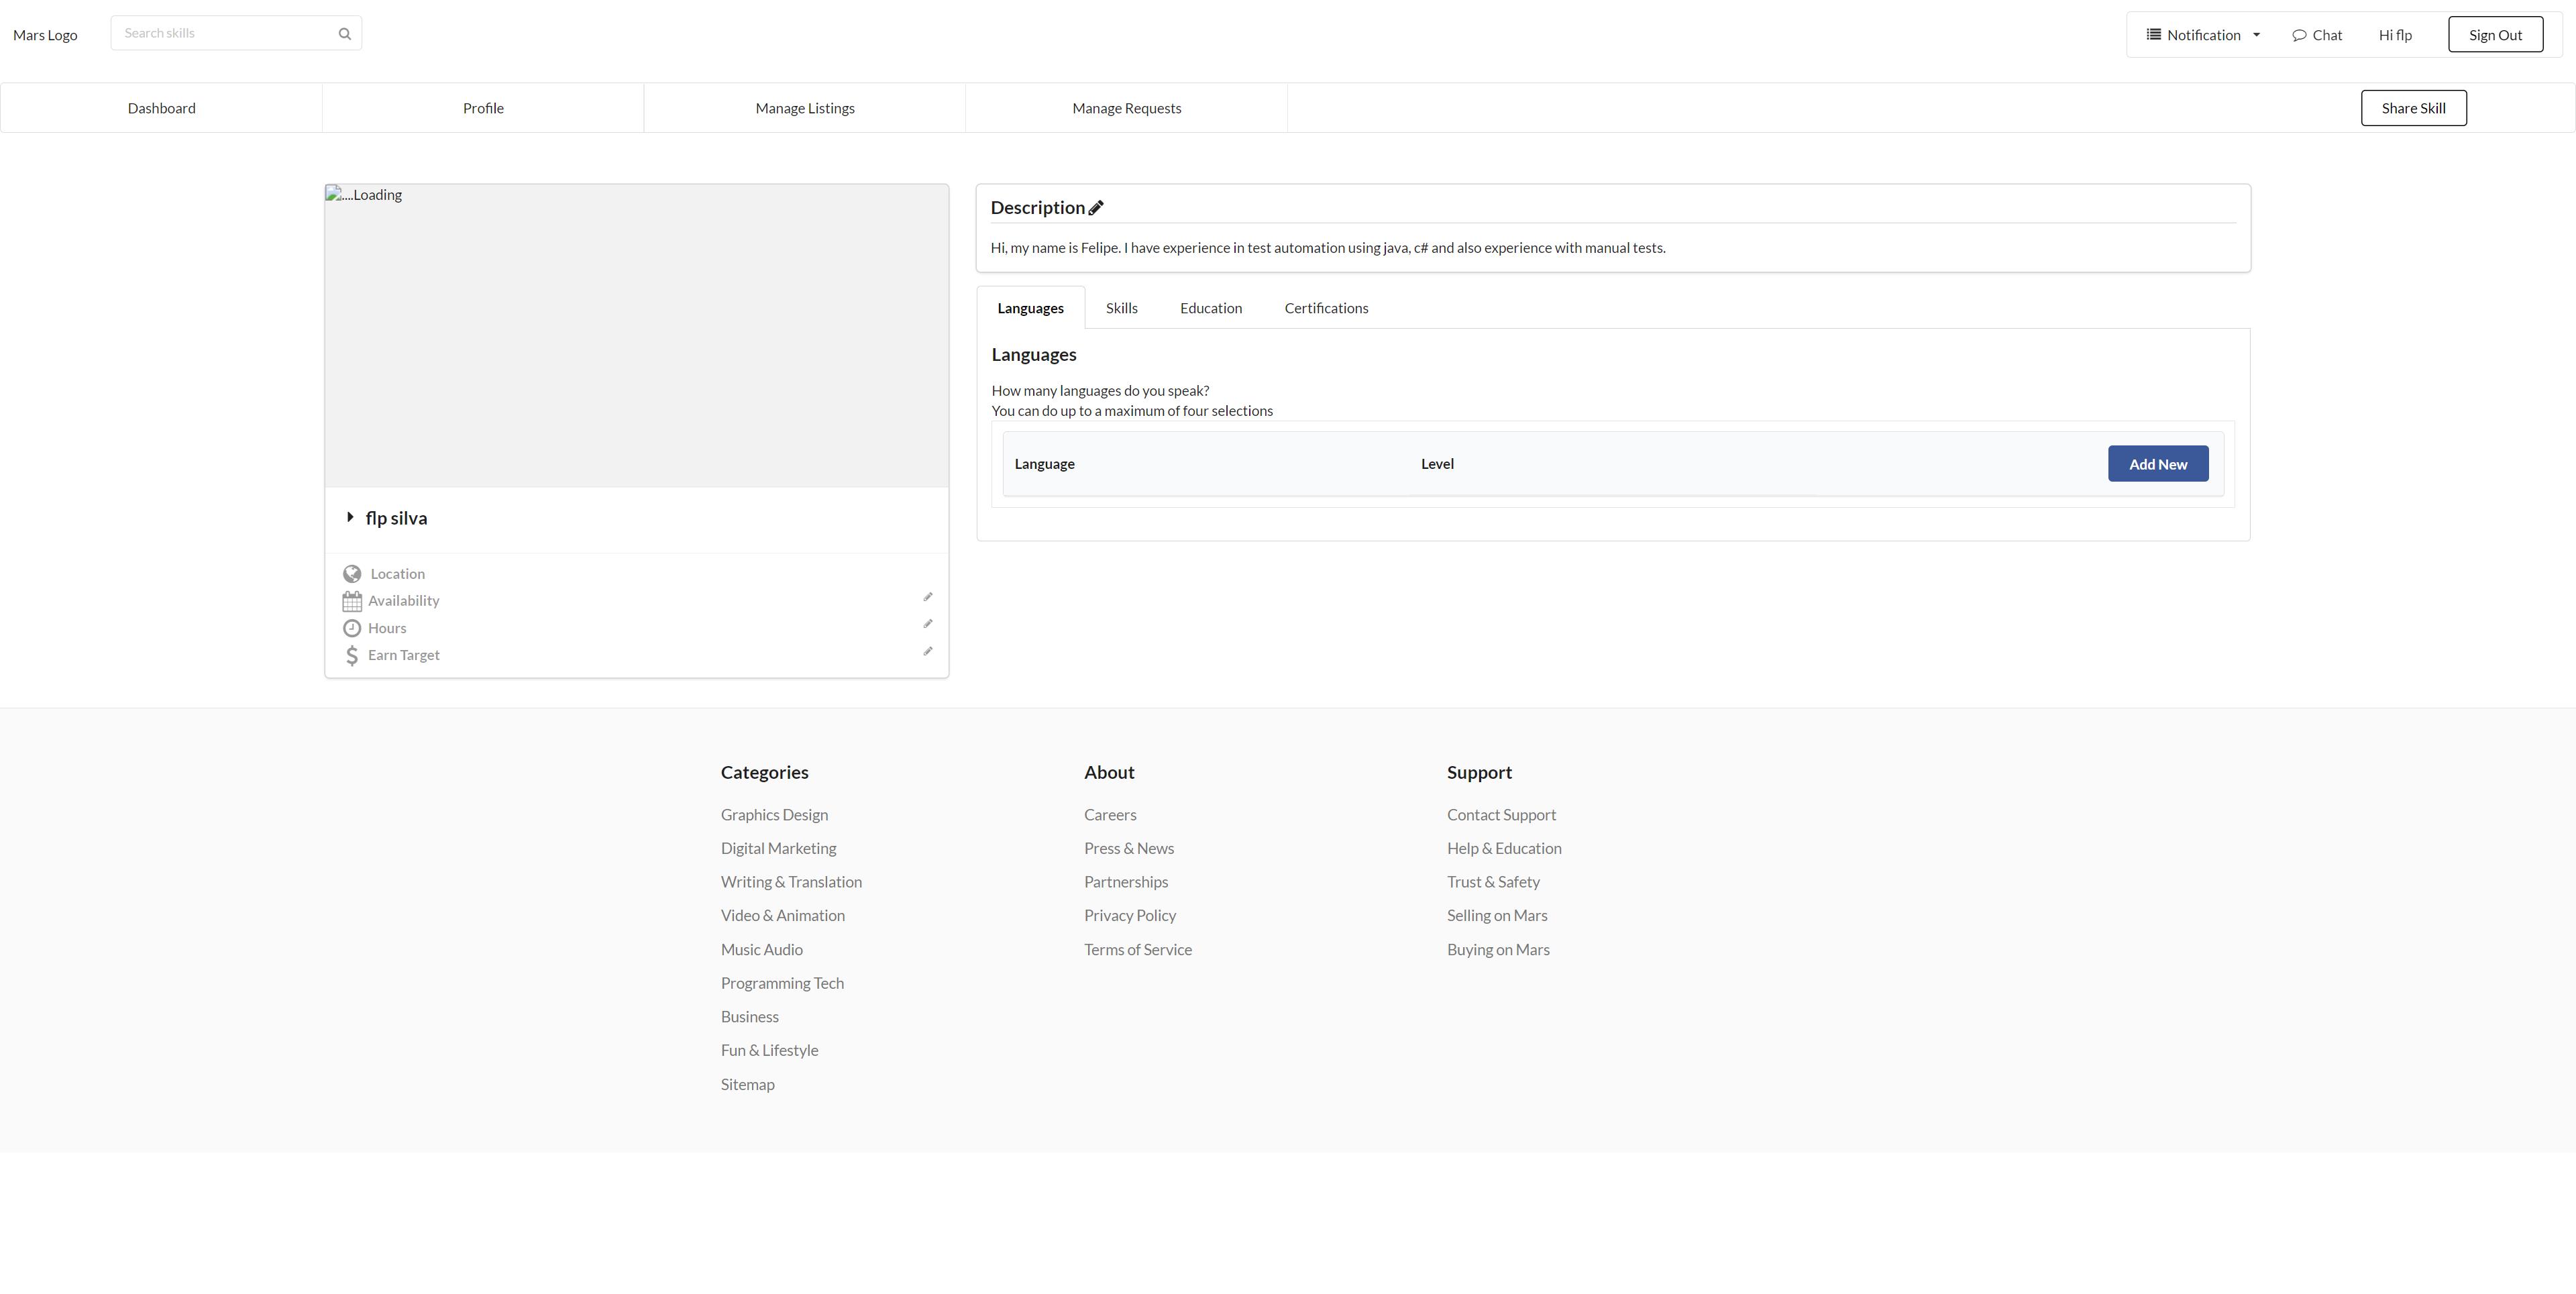 Mars Logo
Search skills
Notification
Chat
Hi flp
Sign Out
Dashboard
Profile
Manage Listings
Manage Requests
Share Skill
....Loading
flp silva
Location
Availability
Hours
Earn Target
Description
Hi, my name is Felipe. I have experience in test automation using java, c# and also experience with manual tests.
Languages
Skills
Education
Certifications
Languages
How many languages do you speak?
You can do up to a maximum of four selections
Language
Level
Add New
Categories
Graphics Design
Digital Marketing
Writing & Translation
Video & Animation
Music Audio
Programming Tech
Business
Fun & Lifestyle
Sitemap
About
Careers
Press & News
Partnerships
Privacy Policy
Terms of Service
Support
Contact Support
Help & Education
Trust & Safety
Selling on Mars
Buying on Mars